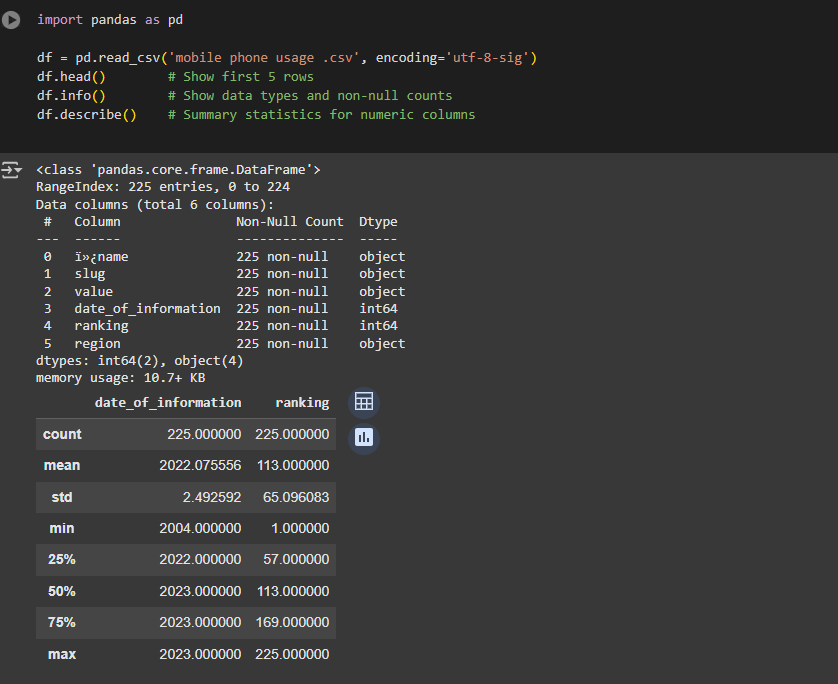 import pandas as pd
df = pd.read_csv('mobile phone usage .csv', encoding='utf-8-sig')
df.head()        # Show first 5 rows
df.info()        # Show data types and non-null counts
df.describe()    # Summary statistics for numeric columns
<class 'pandas.core.frame.DataFrame'>
RangeIndex: 225 entries, 0 to 224
Data columns (total 6 columns):
 #   Column               Non-Null Count  Dtype
---  ------               --------------  -----
 0   ï»¿name              225 non-null    object
 1   slug                 225 non-null    object
 2   value                225 non-null    object
 3   date_of_information  225 non-null    int64
 4   ranking              225 non-null    int64
 5   region               225 non-null    object
dtypes: int64(2), object(4)
memory usage: 10.7+ KB
date_of_information ranking
count 225.000000 225.000000
mean 2022.075556 113.000000
std 2.492592 65.096083
min 2004.000000 1.000000
25% 2022.000000 57.000000
50% 2023.000000 113.000000
75% 2023.000000 169.000000
max 2023.000000 225.000000